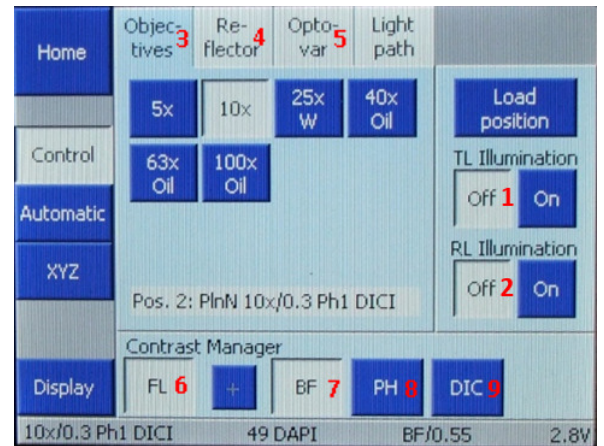 Home
Control
Automatic
XYZ
Display
Objec-
tives 3
Re-
flector 4
Opto-
var 5
Light
path
5x
10x
25x
W
40x
Oil
63x
Oil
100x
Oil
Pos. 2: PlnN 10x/0.3 Ph1 DICI
Load
position
TL Illumination
Off 1 On
RL Illumination
Off 2 On
Contrast Manager
FL 6 + BF 7 PH 8 DIC 9
10x/0.3 Ph1 DICI 49 DAPI BF/0.55 2.8V